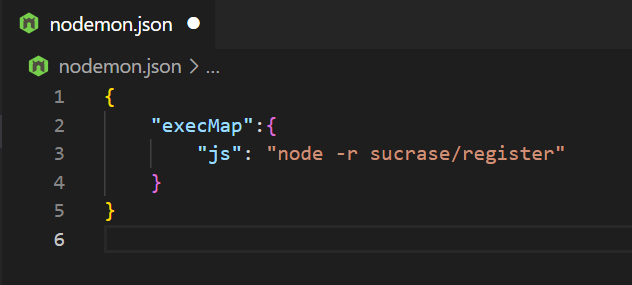 nodemon.json
nodemon.json > ...
1 {
2     "execMap":{
3         "js": "node -r sucrase/register"
4     }
5 }
6